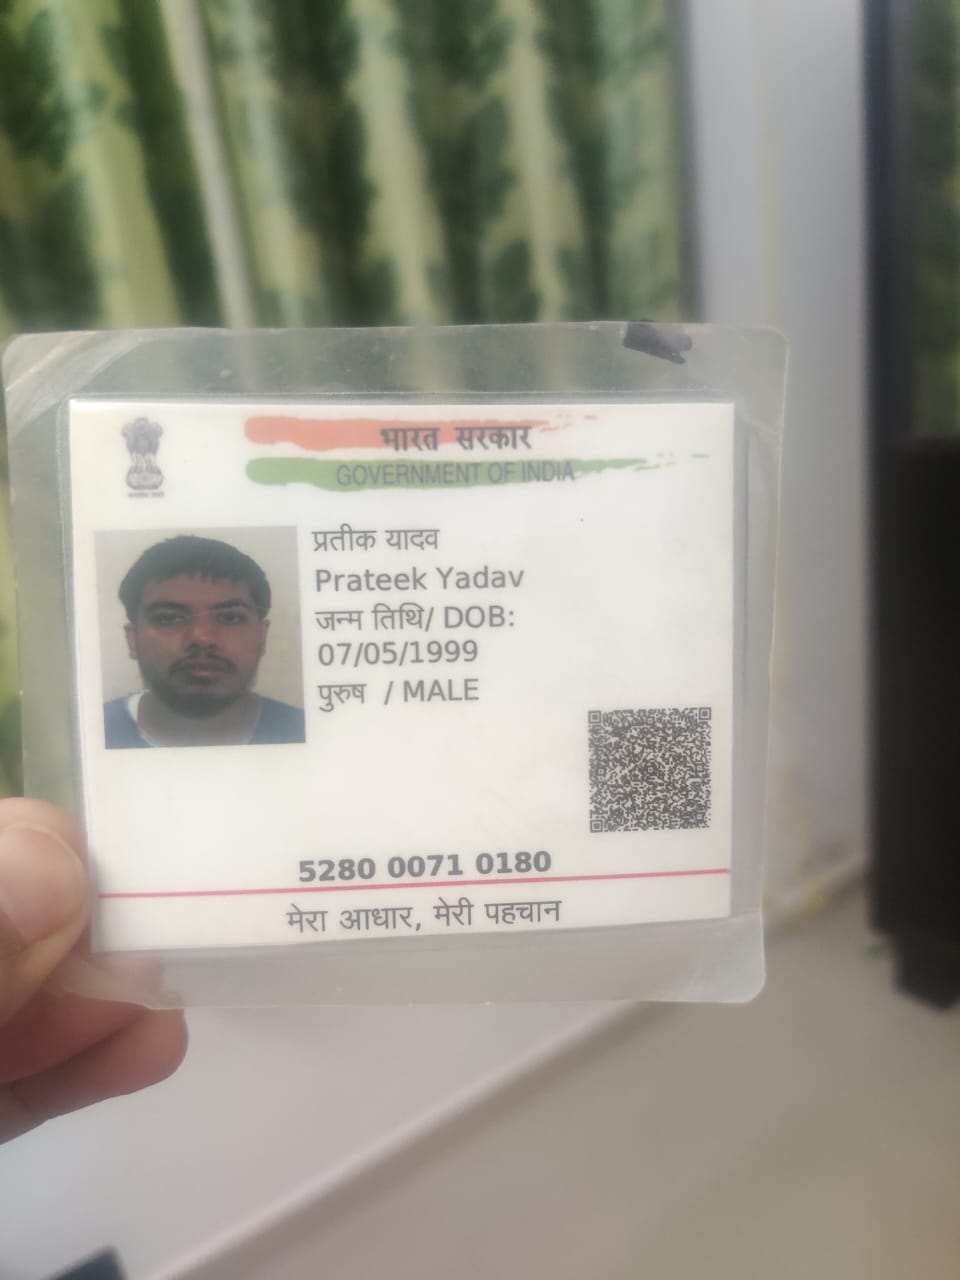 भारत सरकार
GOVERNMENT OF INDIA
प्रतीक यादव
Prateek Yadav
जन्म तिथि/ DOB:
07/05/1999
पुरुष / MALE
5280 0071 0180
मेरा आधार, मेरी पहचान